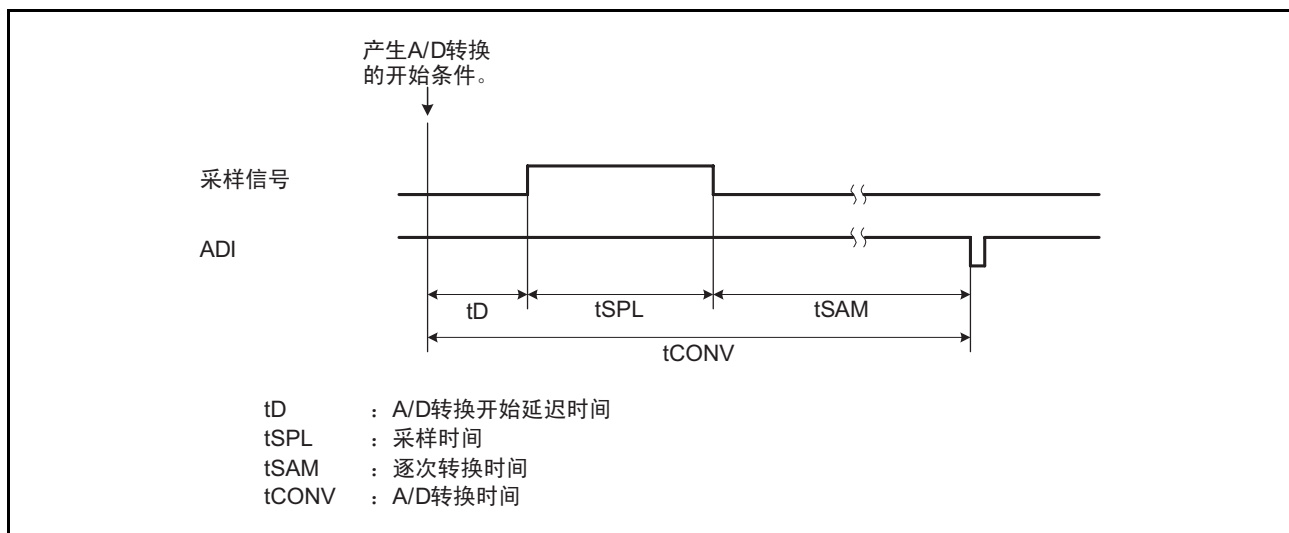 产生A/D转换
的开始条件。
采样信号
ADI
tD
tSPL
tSAM
tCONV
tD ：A/D转换开始延迟时间
tSPL ：采样时间
tSAM ：逐次转换时间
tCONV ：A/D转换时间